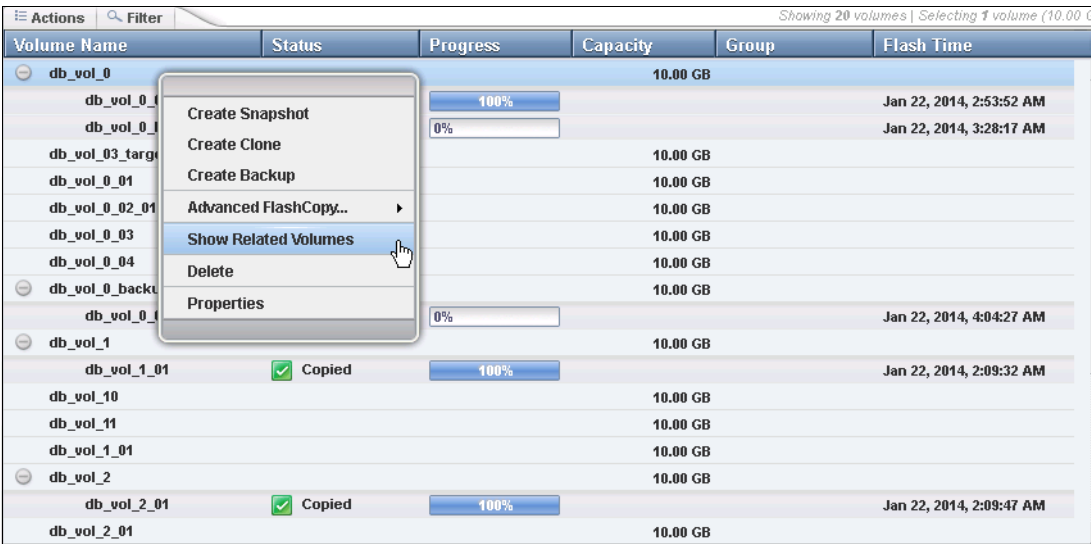 Actions Filter Showing 20 volumes | Selecting 1 volume (10.00
Volume Name Status Progress Capacity Group Flash Time
db_vol_0 10.00 GB
db_vol_0_ 100% Jan 22, 2014, 2:53:52 AM
db_vol_0_ 0% Jan 22, 2014, 3:28:17 AM
db_vol_03_targ 10.00 GB
db_vol_0_01 10.00 GB
db_vol_0_02_01 10.00 GB
db_vol_0_03 10.00 GB
db_vol_0_04 10.00 GB
db_vol_0_back 10.00 GB
db_vol_0_ 0% Jan 22, 2014, 4:04:27 AM
db_vol_1 10.00 GB
db_vol_1_01 Copied 100% Jan 22, 2014, 2:09:32 AM
db_vol_10 10.00 GB
db_vol_11 10.00 GB
db_vol_1_01 10.00 GB
db_vol_2 10.00 GB
db_vol_2_01 Copied 100% Jan 22, 2014, 2:09:47 AM
db_vol_2_01 10.00 GB
Create Snapshot
Create Clone
Create Backup
Advanced FlashCopy...
Show Related Volumes
Delete
Properties